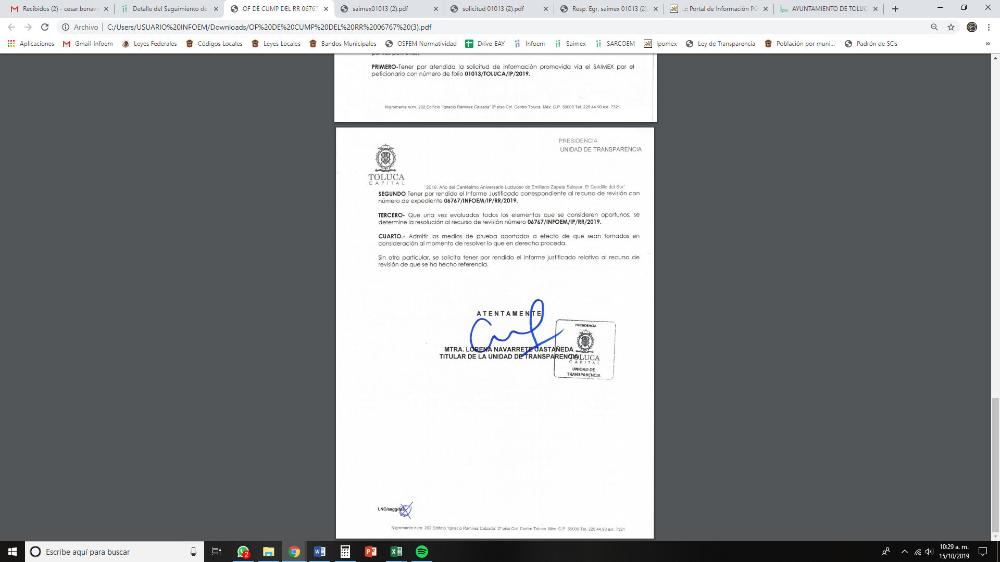 Recibidos (2) - cesar.benavi
Detalle del Seguimiento de
OF DE CUMP DEL RR 06767
saimex01013 (2).pdf
solicitud 01013 (2).pdf
Resp. Egr. saimex 01013 (2).
..:: Portal de Información Púb
AYUNTAMIENTO DE TOLUC
Archivo
C:/Users/USUARIO%20INFOEM/Downloads/OF%20DE%20CUMP%20DEL%20RR%2006767%20(3).pdf
Aplicaciones
Gmail-Infoem
Leyes Federales
Códigos Locales
Leyes Locales
Bandos Municipales
OSFEM Normatividad
Drive-EAY
Infoem
Saimex
SARCOEM
Ipomex
Ley de Transparencia
Población por muni...
Padrón de SOs
»
puntos petitorios.
PRIMERO-Tener por atendida la solicitud de información promovida vía el SAIMEX por el
peticionario con número de folio 01013/TOLUCA/IP/2019.
Nigromante núm. 202 Edificio "Ignacio Ramírez Calzada" 2º piso Col. Centro Toluca. Méx. C.P. 50000 Tel. 226.44.90 ext. 7321
PRESIDENCIA
UNIDAD DE TRANSPARENCIA
TOLUCA
CAPITAL
"2019. Año del Centésimo Aniversario Luctuoso de Emiliano Zapata Salazar, El Caudillo del Sur"
SEGUNDO Tener por rendido el Informe Justificado correspondiente al recurso de revisión con
número de expediente 06767/INFOEM/IP/RR/2019.
TERCERO- Que una vez evaluados todos los elementos que se consideren oportunos, se
determine la resolución al recurso de revisión número 06767/INFOEM/IP/RR/2019.
CUARTO.- Admitir los medios de prueba aportados a efecto de que sean tomados en
consideración al momento de resolver lo que en derecho proceda.
Sin otro particular, se solicita tener por rendido el informe justificado relativo al recurso de
revisión de que se ha hecho referencia.
ATENTAMENTE
MTRA. LORENA NAVARRETE CASTAÑEDA
TITULAR DE LA UNIDAD DE TRANSPARENCIA
PRESIDENCIA
TOLUCA
CAPITAL
UNIDAD DE
TRANSPARENCIA
LNC/aagg/
Nigromante núm. 202 Edificio "Ignacio Ramírez Calzada" 2º piso Col. Centro Toluca. Méx. C.P. 50000 Tel. 226.44.90 ext. 7321
Escribe aquí para buscar
2
10:29 a. m.
15/10/2019